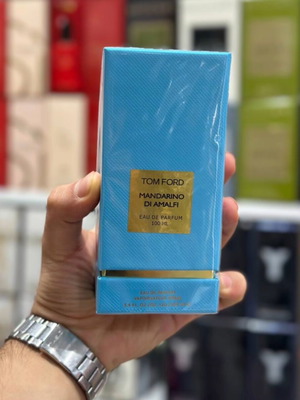 TOM FORD
MANDARINO
DI AMALFI
EAU DE PARFUM
100 ML